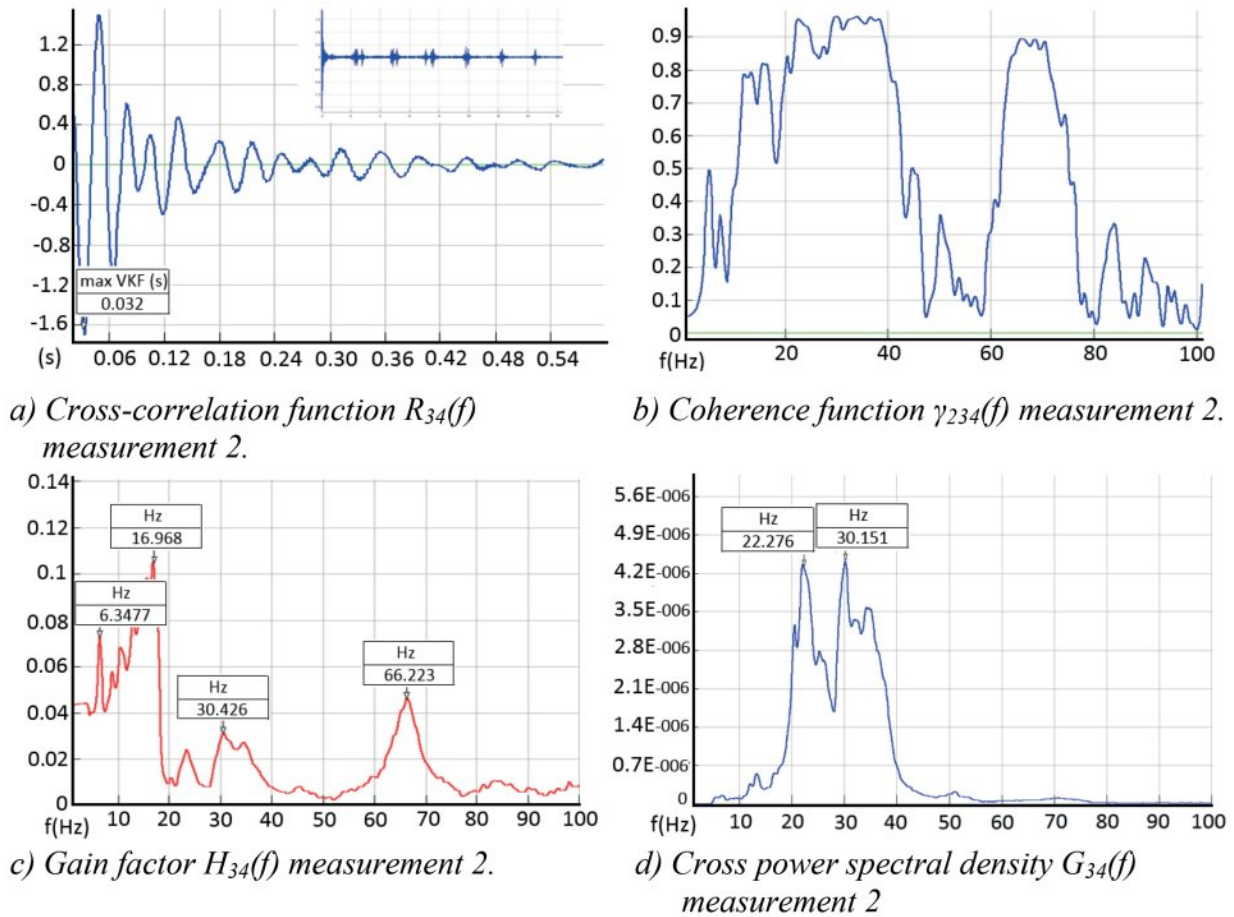 1.2
0.4
0
-0.4
-0.8
-1.2
-1.6
max VKF (s)
0.032
(s) 0.06 0.12 0.18 0.24 0.30 0.36 0.42 0.48 0.54
0.9
0.8
0.7
0.6
0.5
0.4
0.3
0.2
0.1
0
f(Hz) 20 40 60 80 100
a) Cross-correlation function R34(f)
measurement 2.
b) Coherence function γ234(f) measurement 2.
0.14
0.12
0.1
0.08
0.06
0.04
0.02
0
Hz
16.968
Hz
6.3477
Hz
30.426
Hz
66.223
f(Hz) 10 20 30 40 50 60 70 80 90 100
5.6E-006
4.9E-006
4.2E-006
3.5E-006
2.8E-006
2.1E-006
1.4E-006
0.7E-006
0
Hz
22.276
Hz
30.151
f(Hz) 10 20 30 40 50 60 70 80 90 100
c) Gain factor H34(f) measurement 2.
d) Cross power spectral density G34(f)
measurement 2